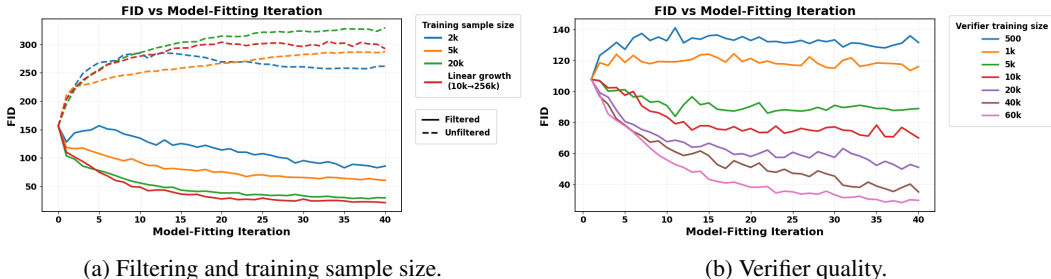 FID vs Model-Fitting Iteration
FID
300
250
200
150
100
50
0
5
10
15
20
25
30
35
40
Model-Fitting Iteration
Training sample size
2k
5k
20k
Linear growth
(10k→256k)
Filtered
Unfiltered
(a) Filtering and training sample size.
FID vs Model-Fitting Iteration
FID
140
120
100
80
60
40
0
5
10
15
20
25
30
35
40
Model-Fitting Iteration
Verifier training size
500
1k
5k
10k
20k
40k
60k
(b) Verifier quality.